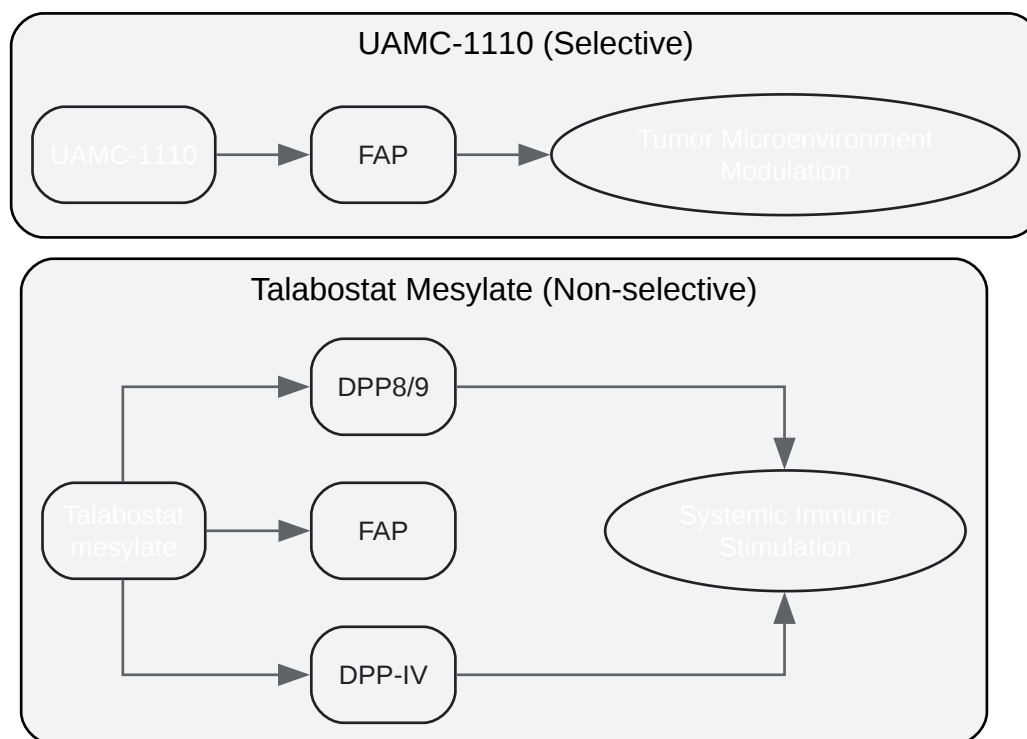 UAMC-1110 (Selective)
UAMC-1110
FAP
Tumor Microenvironment
Modulation
Talabostat Mesylate (Non-selective)
DPP8/9
Talabostat
mesylate
FAP
Systemic Immune
Stimulation
DPP-IV